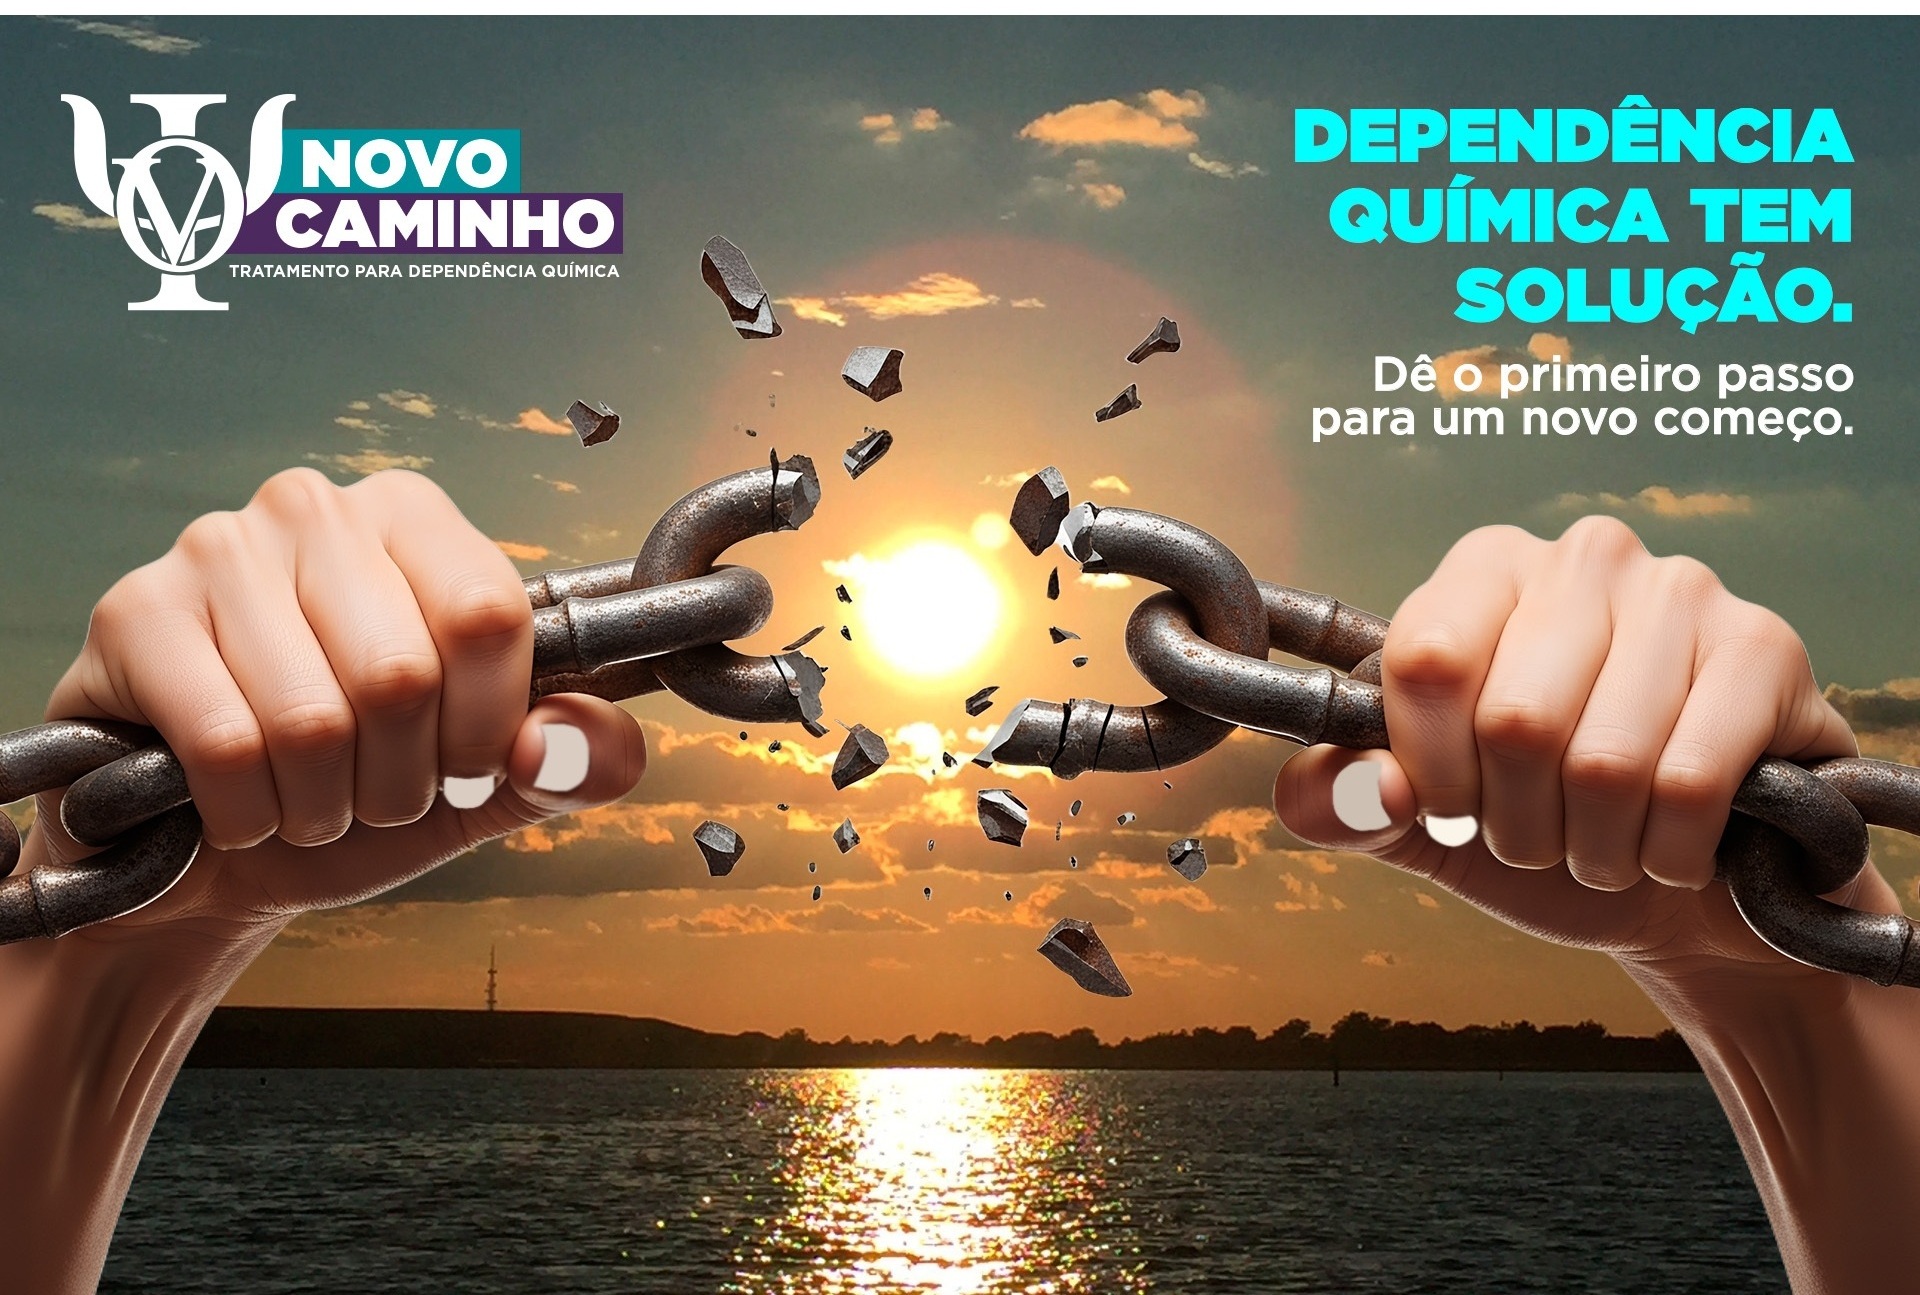 NOVO
CAMINHO
TRATAMENTO PARA DEPENDÊNCIA QUÍMICA
DEPENDÊNCIA
QUÍMICA TEM
SOLUÇÃO.
Dê o primeiro passo
para um novo começo.